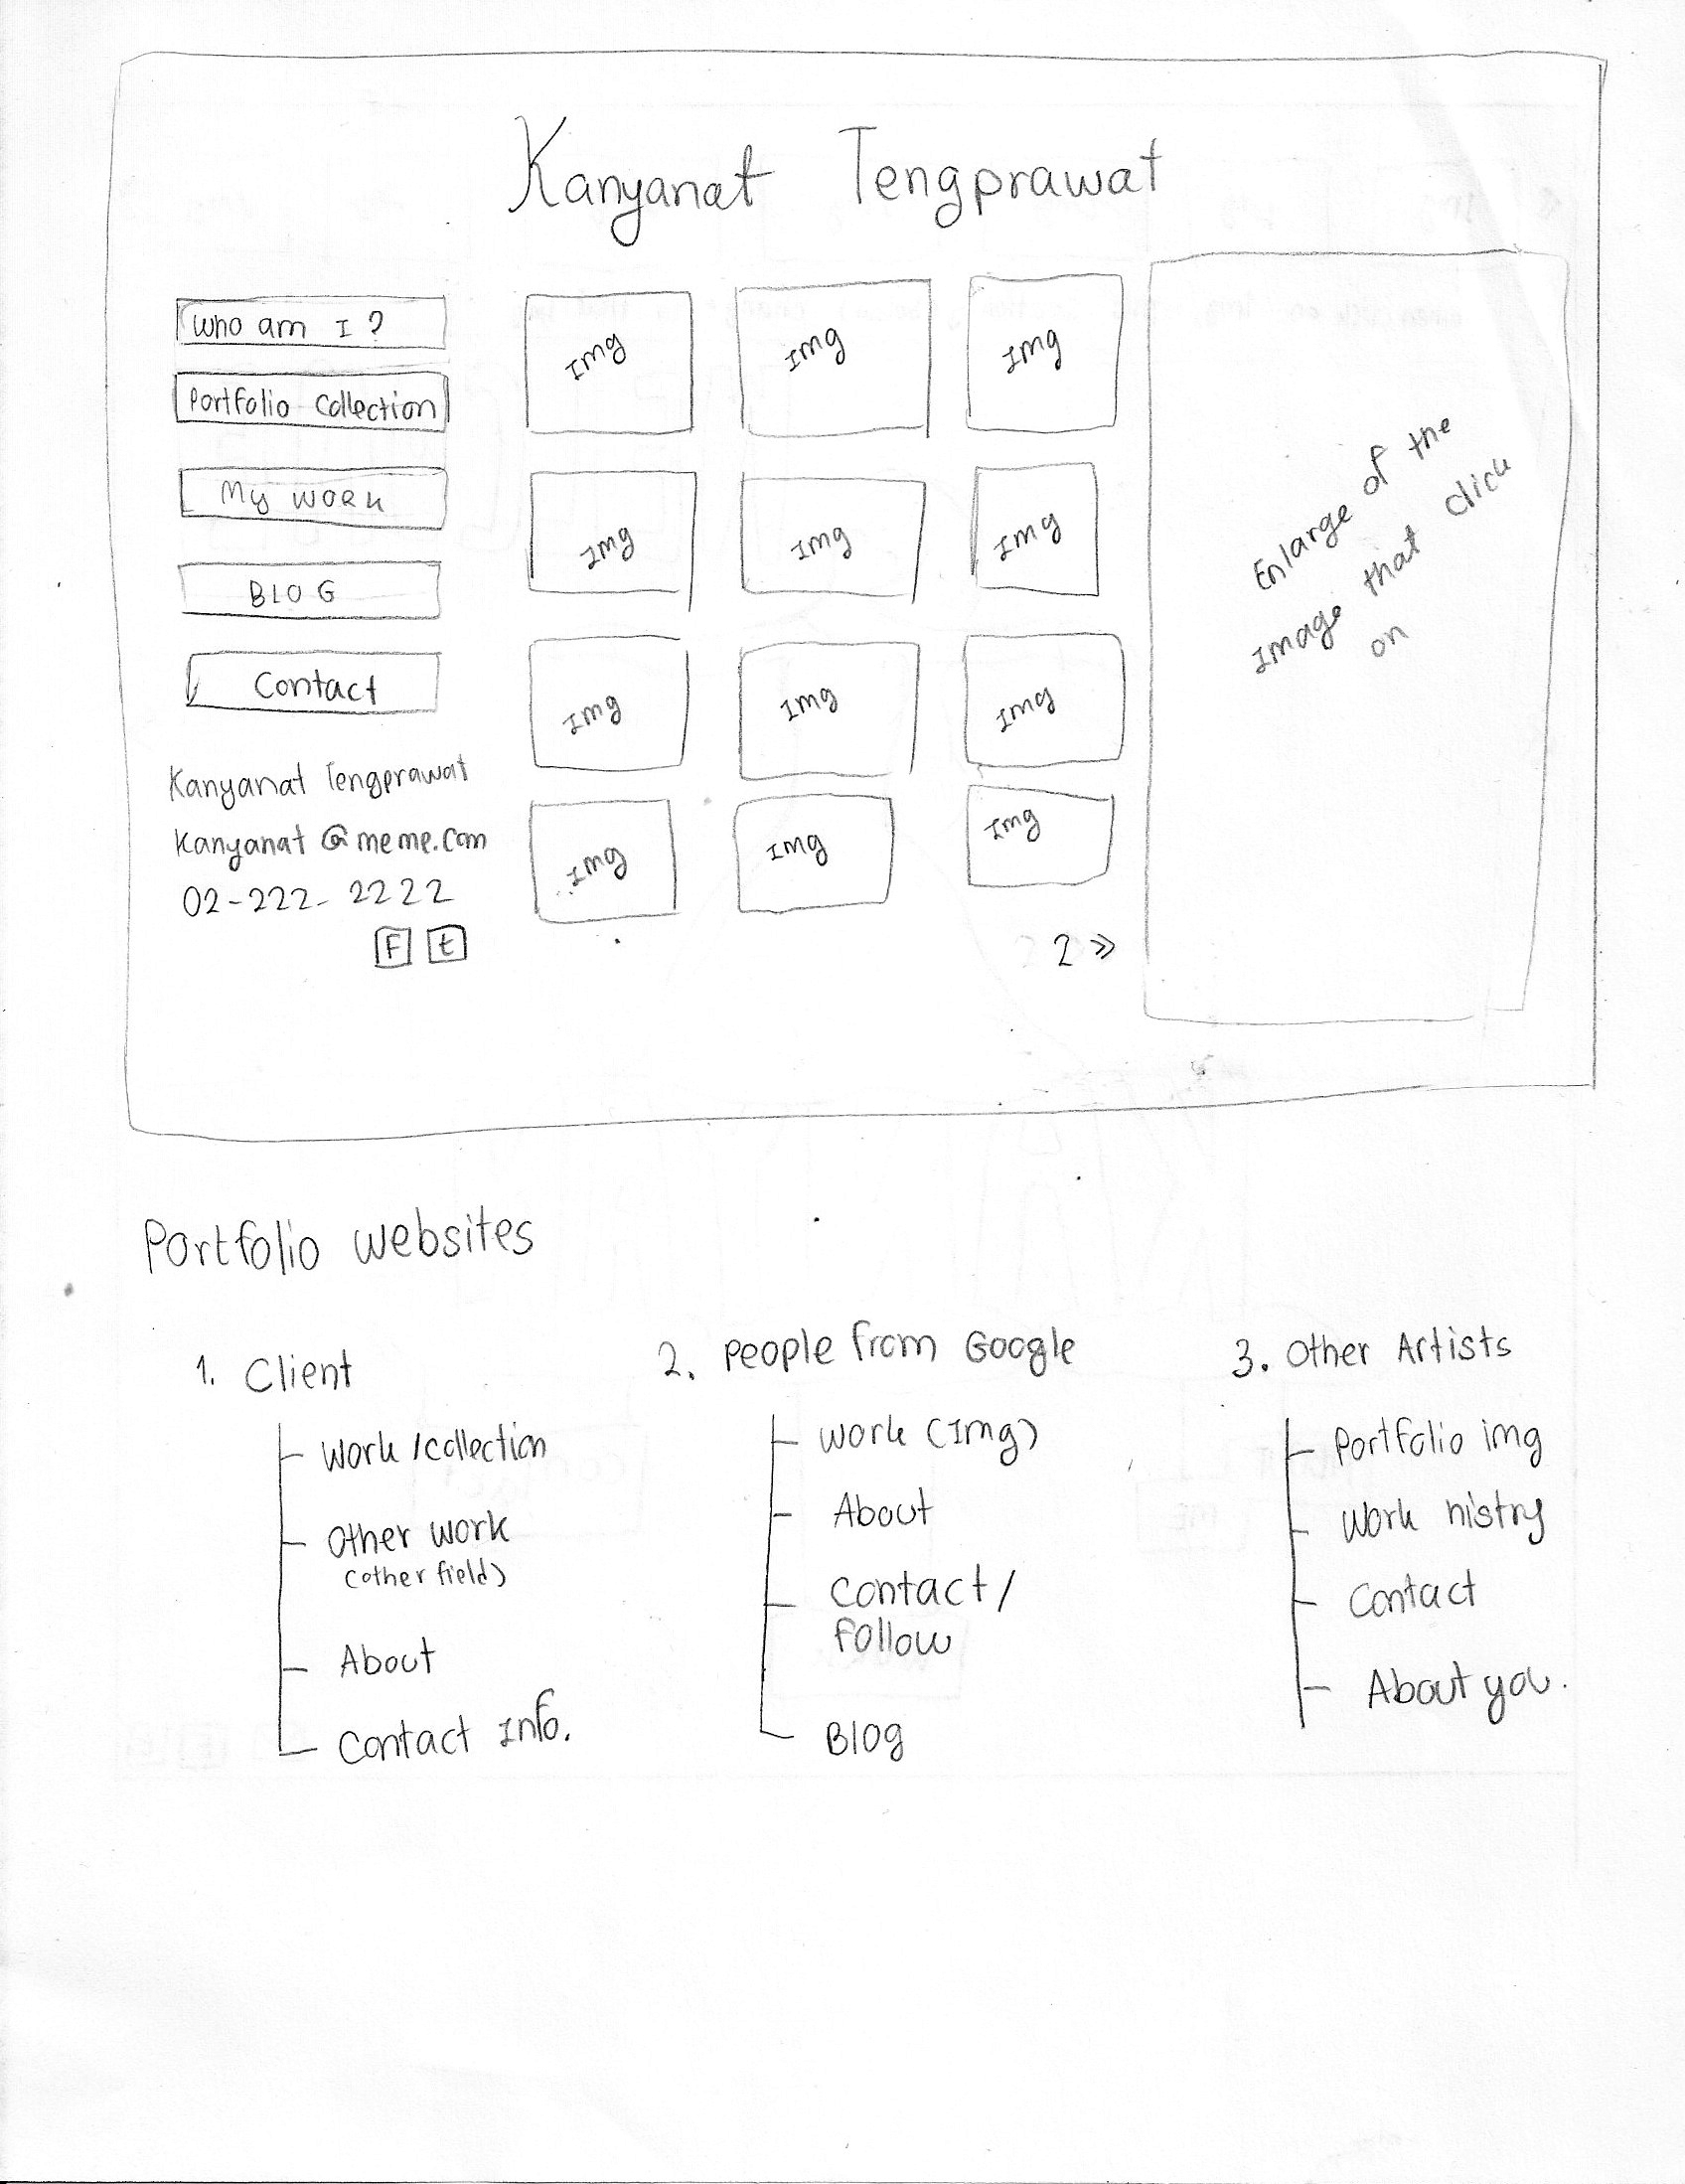 Kanyanat Tengprawat
Who am I ?
Portfolio Collection
My work
BLOG
Contact
Kanyanat Tengprawat
Kanyanat @meme.com
02-222-2222
F t
Img Img Img
Img Img Img
Img Img Img
Img Img Img
2 »
Enlarge of the
Image that click
on
Portfolio websites
1. Client
Work /collection
Other work
(other field)
About
Contact Info.
2. People from Google
Work (Img)
About
Contact /
Follow
Blog
3. Other Artists
Portfolio img
Work histry
Contact
About you.